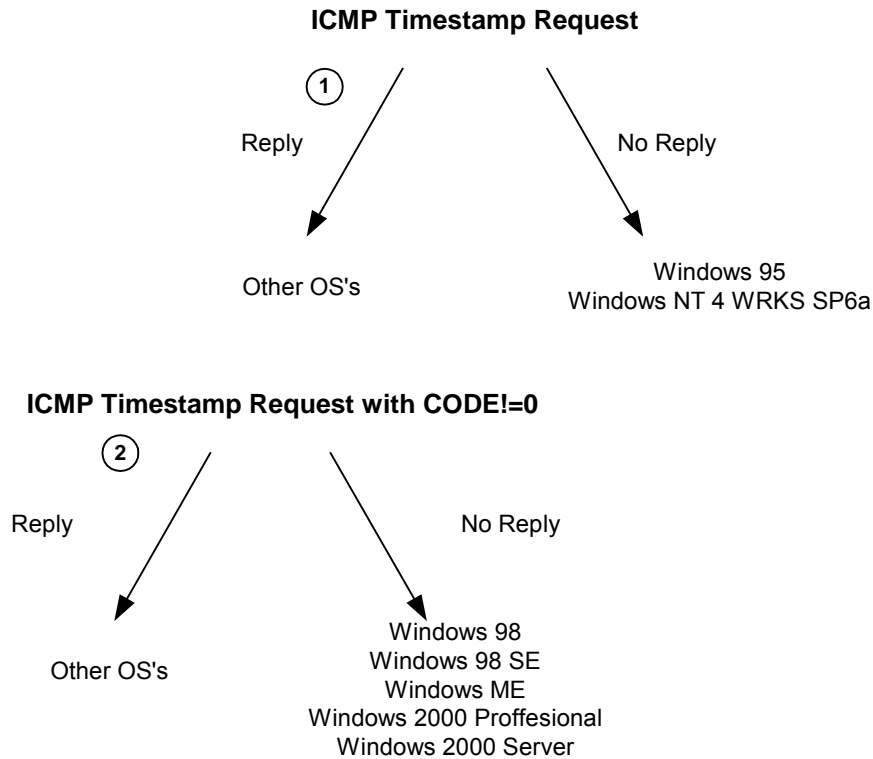 ICMP Timestamp Request
1
Reply
No Reply
Other OS's
Windows 95
Windows NT 4 WRKS SP6a
ICMP Timestamp Request with CODE!=0
2
Reply
No Reply
Other OS's
Windows 98
Windows 98 SE
Windows ME
Windows 2000 Proffesional
Windows 2000 Server